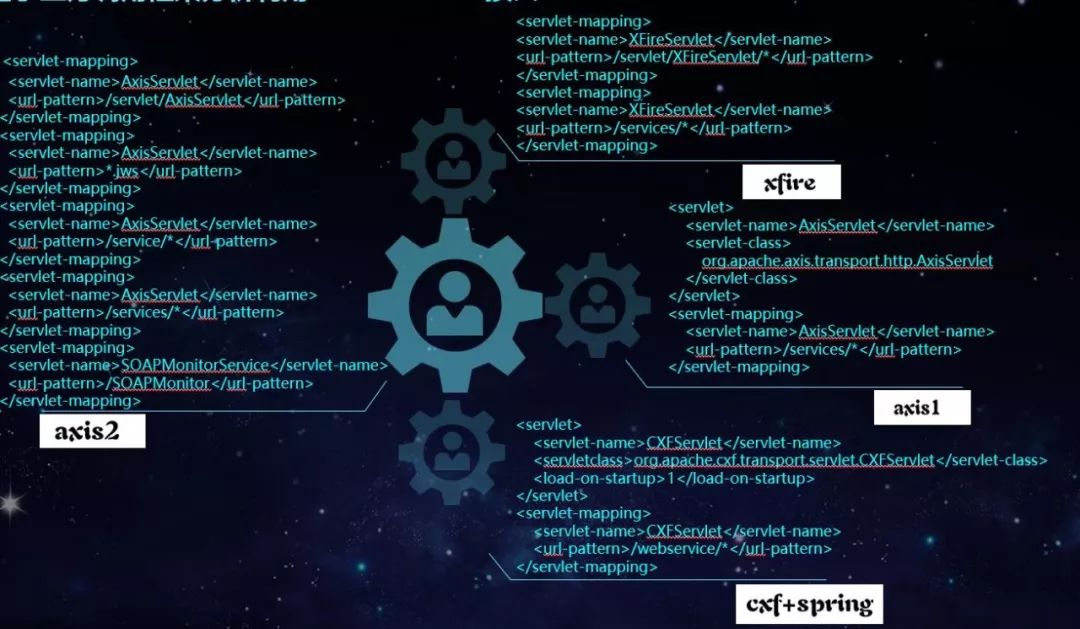 <servlet-mapping>
<servlet-name>AxisServlet</servlet-name>
<url-pattern>/servlet/AxisServlet</url-pattern>
</servlet-mapping>
<servlet-mapping>
<servlet-name>AxisServlet</servlet-name>
<url-pattern>*.jws</url-pattern>
</servlet-mapping>
<servlet-mapping>
<servlet-name>AxisServlet</servlet-name>
<url-pattern>/service/*</url-pattern>
</servlet-mapping>
<servlet-mapping>
<servlet-name>AxisServlet</servlet-name>
<url-pattern>/services/*</url-pattern>
</servlet-mapping>
<servlet-mapping>
<servlet-name>SOAPMonitorService</servlet-name>
<url-pattern>/SOAPMonitor</url-pattern>
</servlet-mapping>
axis2
<servlet-mapping>
<servlet-name>XFireServlet</servlet-name>
<url-pattern>/servlet/XFireServlet/*</url-pattern>
</servlet-mapping>
<servlet-mapping>
<servlet-name>XFireServlet</servlet-name>
<url-pattern>/services/*</url-pattern>
</servlet-mapping>
xfire
<servlet>
<servlet-name>AxisServlet</servlet-name>
<servlet-class>
org.apache.axis.transport.http.AxisServlet
</servlet-class>
</servlet>
<servlet-mapping>
<servlet-name>AxisServlet</servlet-name>
<url-pattern>/services/*</url-pattern>
</servlet-mapping>
axis1
<servlet>
<servlet-name>CXFServlet</servlet-name>
<servletclass>org.apache.cxf.transport.servlet.CXFServlet</servlet-class>
<load-on-startup>1</load-on-startup>
</servlet>
<servlet-mapping>
<servlet-name>CXFServlet</servlet-name>
<url-pattern>/webservice/*</url-pattern>
</servlet-mapping>
cxf+spring